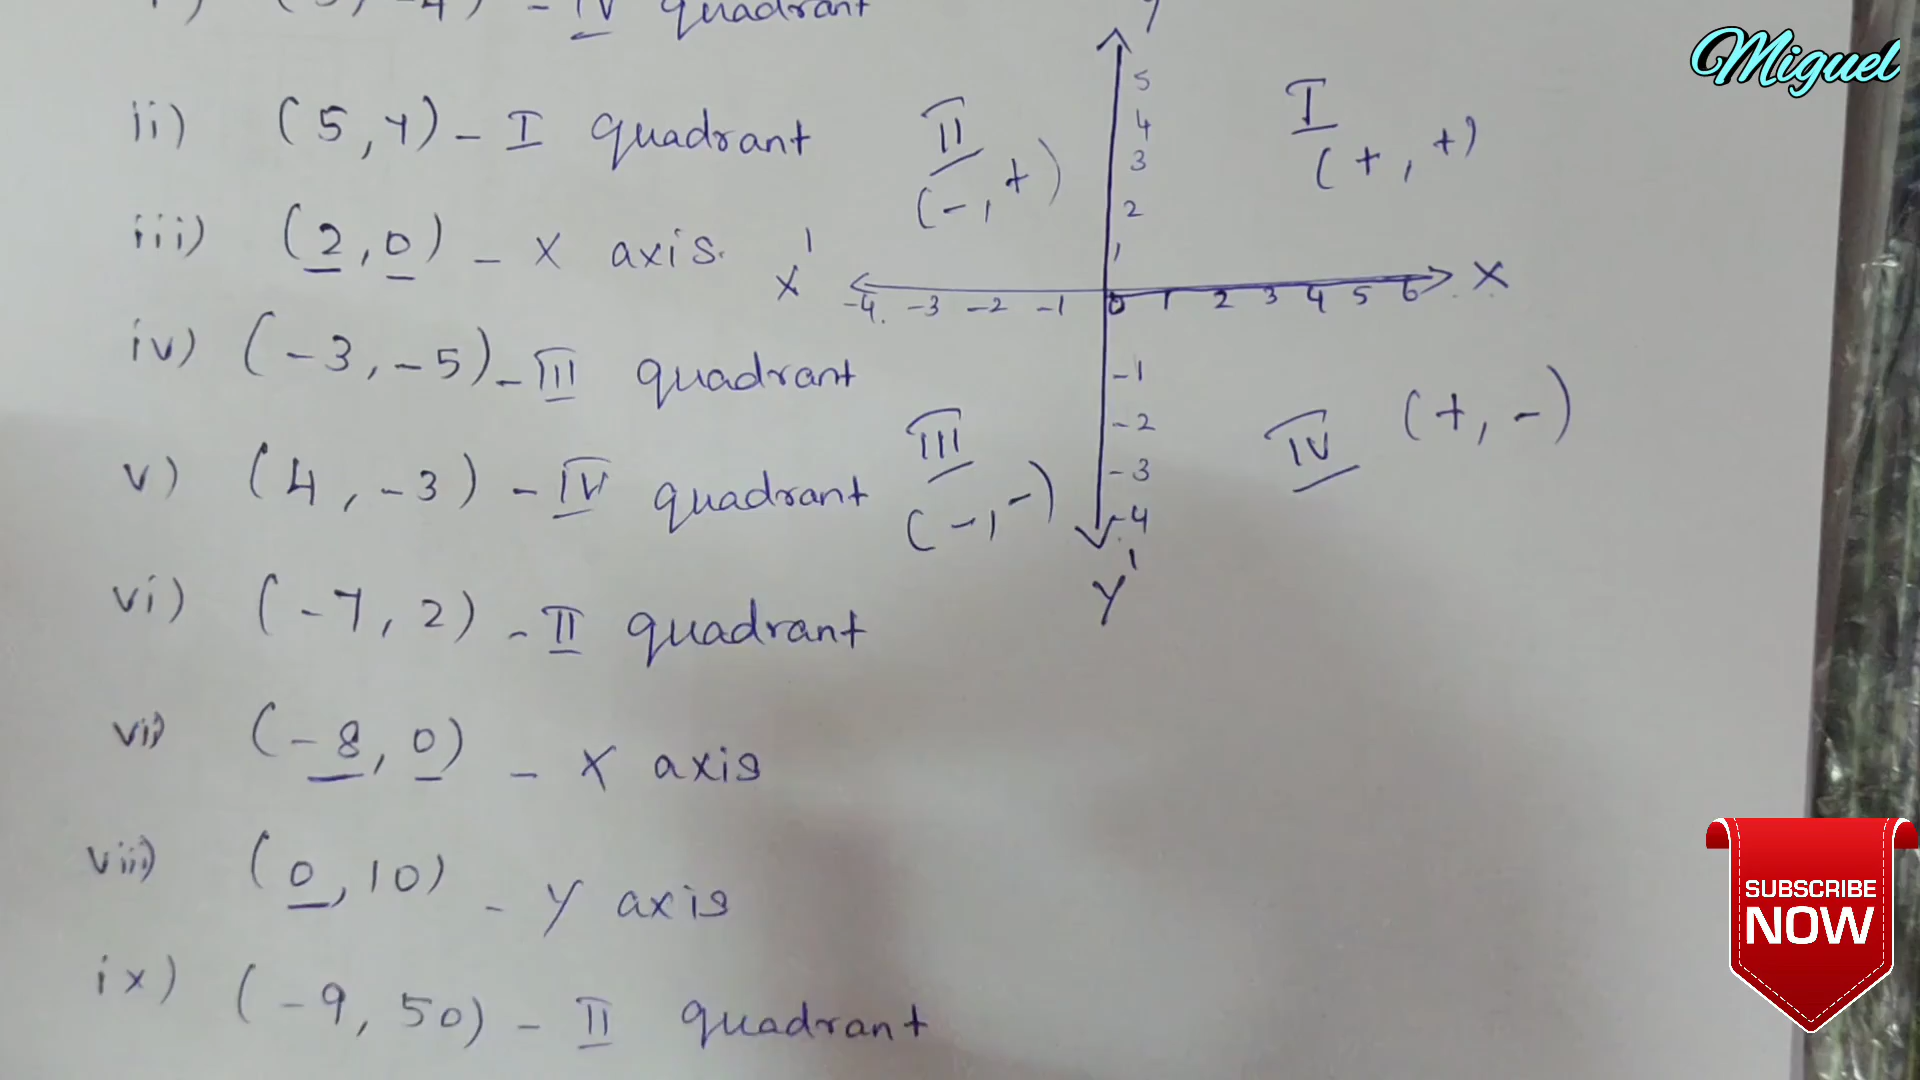 -4) - IV quadrant
ii) (5, 7) - I quadrant
iii) (2, 0) - X axis.
iv) (-3, -5) - III quadrant
v) (4, -3) - IV quadrant
vi) (-7, 2) - II quadrant
vii) (-8, 0) - X axis
viii) (0, 10) - Y axis
ix) (-9, 50) - II quadrant
II
(-, +)
I
(+, +)
III
(-, -)
IV (+, -)
5
4
3
2
1
X' -4 -3 -2 -1 0 1 2 3 4 5 6 X
-1
-2
-3
-4
Y'
Miguel
SUBSCRIBE
NOW